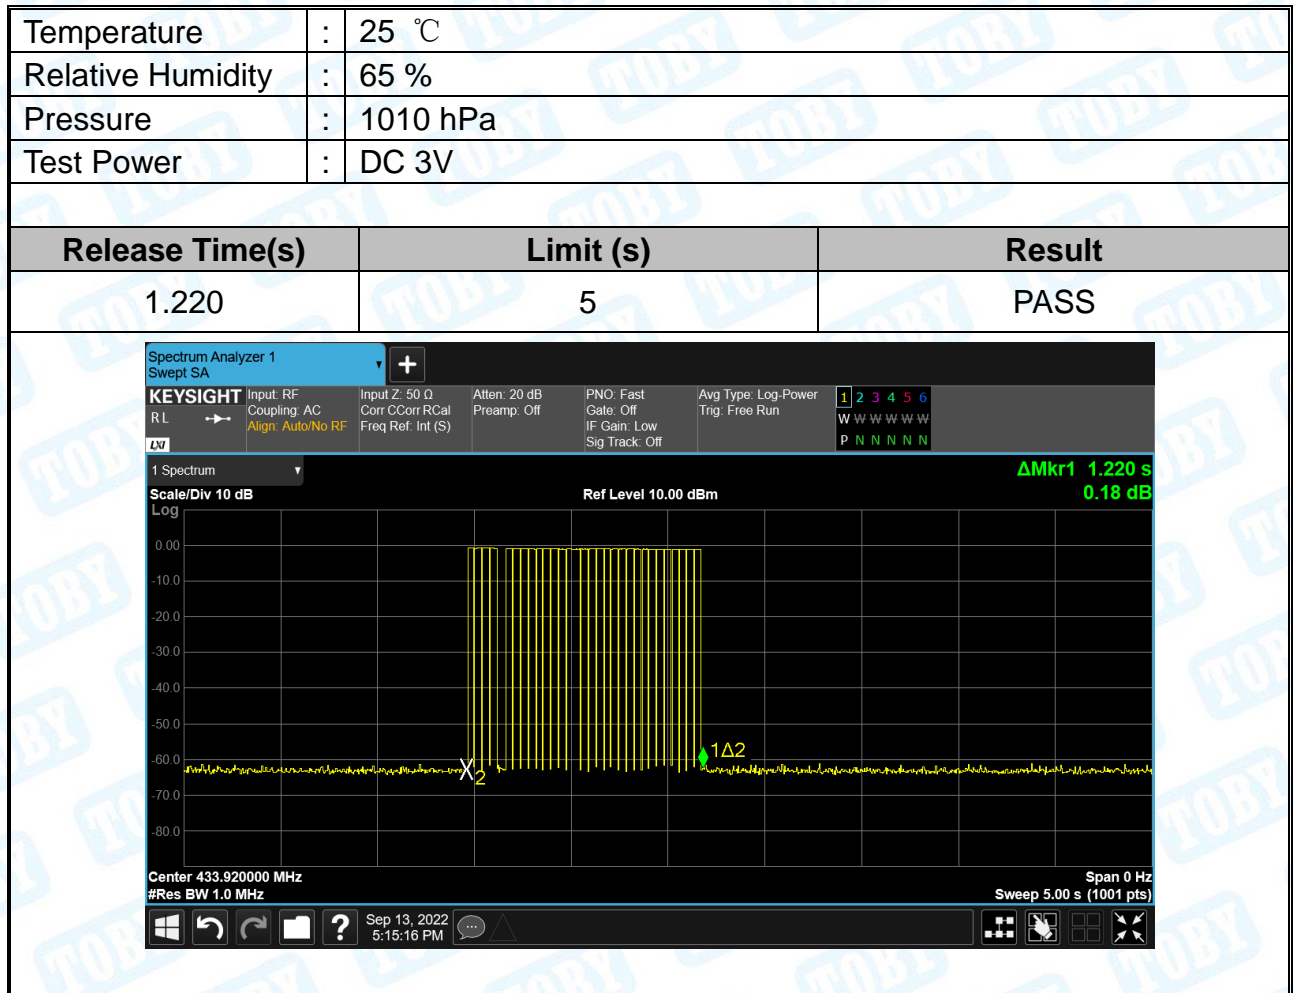 Temperature : 25 ℃
Relative Humidity : 65 %
Pressure : 1010 hPa
Test Power : DC 3V
Release Time(s) Limit (s) Result
1.220 5 PASS
Spectrum Analyzer 1
Swept SA
+
KEYSIGHT Input: RF Input Z: 50 Ω Atten: 20 dB PNO: Fast Avg Type: Log-Power 1 2 3 4 5 6
R L Coupling: AC Corr CCorr RCal Preamp: Off Gate: Off Trig: Free Run W W W W W W
Align: Auto/No RF Freq Ref: Int (S) IF Gain: Low
LXI Sig Track: Off P N N N N N
1 Spectrum ΔMkr1 1.220 s
Scale/Div 10 dB Ref Level 10.00 dBm 0.18 dB
Log
0.00
-10.0
-20.0
-30.0
-40.0
-50.0
1Δ2
-60.0
2
-70.0
-80.0
Center 433.920000 MHz Span 0 Hz
#Res BW 1.0 MHz Sweep 5.00 s (1001 pts)
? Sep 13, 2022
5:15:16 PM
TOBY